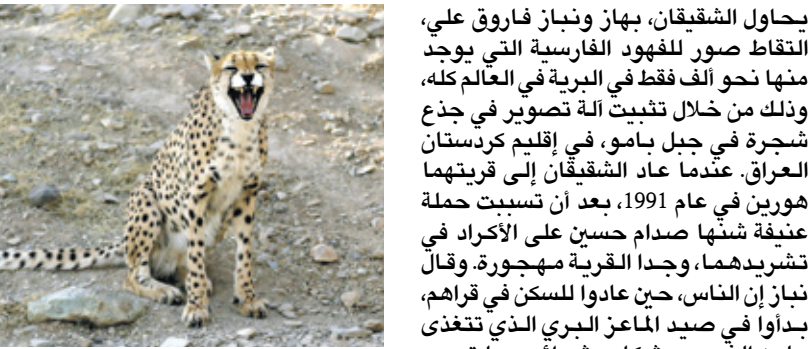 يحاول الشقيقان، بهاز ونباز فاروق علي،
التقاط صور للفهود الفارسية التي يوجد
منها نحو ألف فقط في البرية في العالم كله،
وذلك من خلال تثبيت آلة تصوير في جذع
شجرة في جبل بامو، في إقليم كردستان
العراق. عندما عاد الشقيقان إلى قريتهما
هورين في عام 1991، بعد أن تسببت حملة
عنيفة شنها صدام حسين على الأكراد في
تشريدهما، وجدا القرية مهجورة. وقال
نباز إن الناس، حين عادوا للسكن في قراهم،
بدأوا في صيد الماعز البري الذي تتغذى